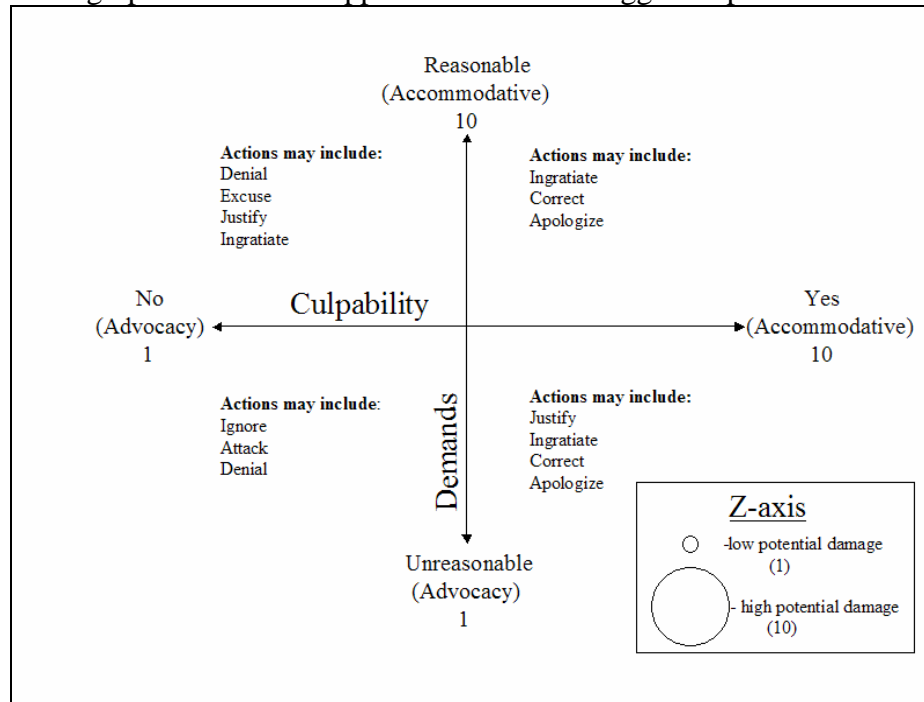 Reasonable
(Accommodative)
10
Actions may include:
Denial
Excuse
Justify
Ingratiate
Actions may include:
Ingratiate
Correct
Apologize
No
(Advocacy)
1
Culpability
Yes
(Accommodative)
10
Actions may include:
Ignore
Attack
Denial
Demands
Actions may include:
Justify
Ingratiate
Correct
Apologize
Unreasonable
(Advocacy)
1
Z-axis
-low potential damage
(1)
- high potential damage
(10)